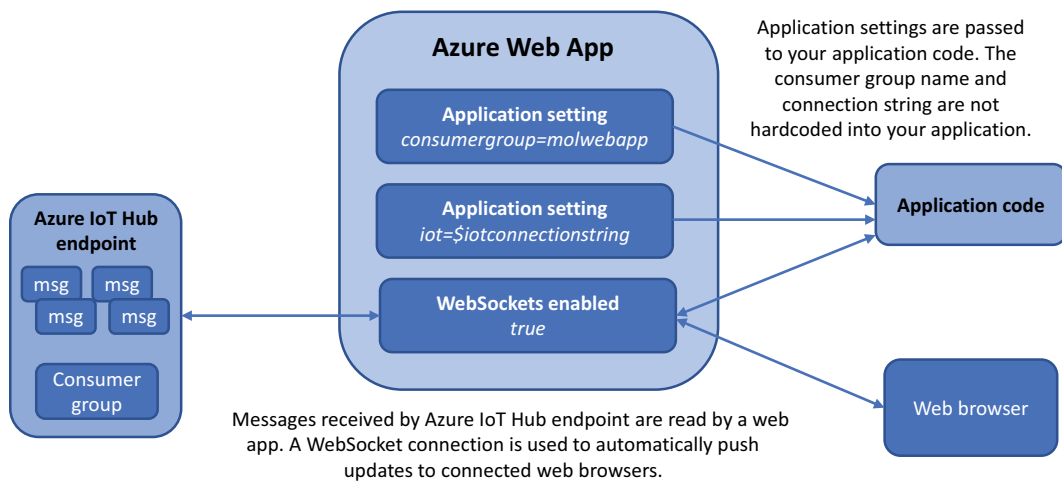 Azure Web App
Application setting
consumergroup=molwebapp
Application setting
iot=$iotconnectionstring
WebSockets enabled
true
Application settings are passed
to your application code. The
consumer group name and
connection string are not
hardcoded into your application.
Application code
Web browser
Azure IoT Hub
endpoint
msg
msg
msg
msg
Consumer
group
Messages received by Azure IoT Hub endpoint are read by a web
app. A WebSocket connection is used to automatically push
updates to connected web browsers.